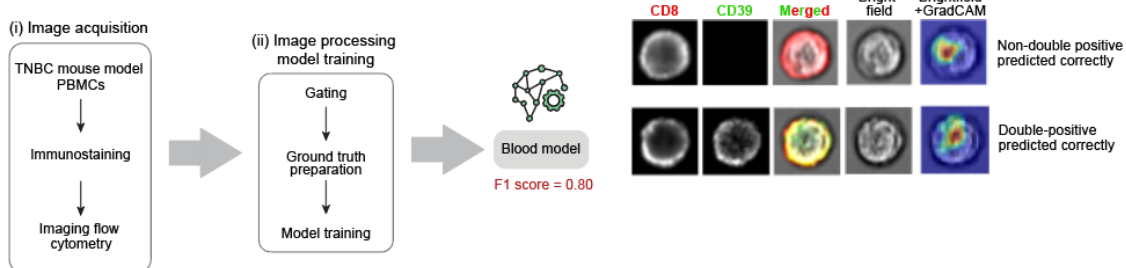 (i) Image acquisition
TNBC mouse model
PBMCs
Immunostaining
Imaging flow
cytometry
(ii) Image processing
model training
Gating
Ground truth
preparation
Model training
Blood model
F1 score = 0.80
CD8 CD39 Merged Bright
field
Brightfield
+GradCAM
Non-double positive
predicted correctly
Double-positive
predicted correctly